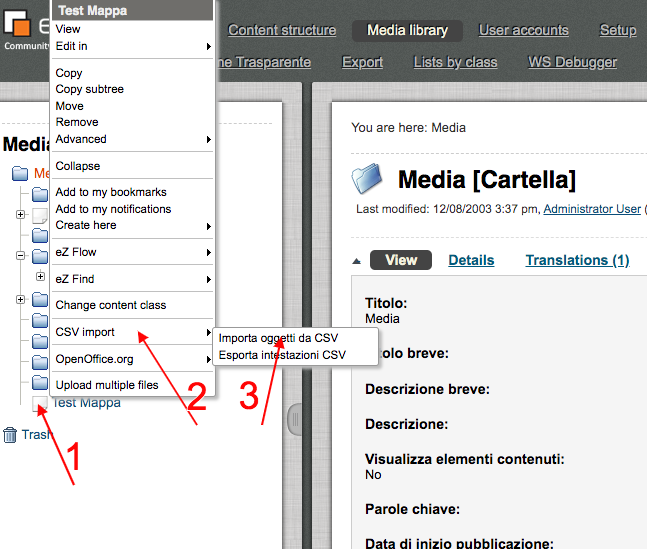 Test Mappa
View
Edit in
Copy
Copy subtree
Move
Remove
Advanced
Collapse
Add to my bookmarks
Add to my notifications
Create here
eZ Flow
eZ Find
Change content class
CSV import
OpenOffice.org
Upload multiple files
Importa oggetti da CSV
Esporta intestazioni CSV
Test Mappa
Trash
1
2
3
Community
Content structure Media library User accounts Setup
Trasparente Export Lists by class WS Debugger
You are here: Media
Media [Cartella]
Last modified: 12/08/2003 3:37 pm, Administrator User (
View Details Translations (1)
Titolo:
Media
breve:
Descrizione breve:
Descrizione:
Visualizza elementi contenuti:
No
Parole chiave:
Data di inizio pubblicazione: